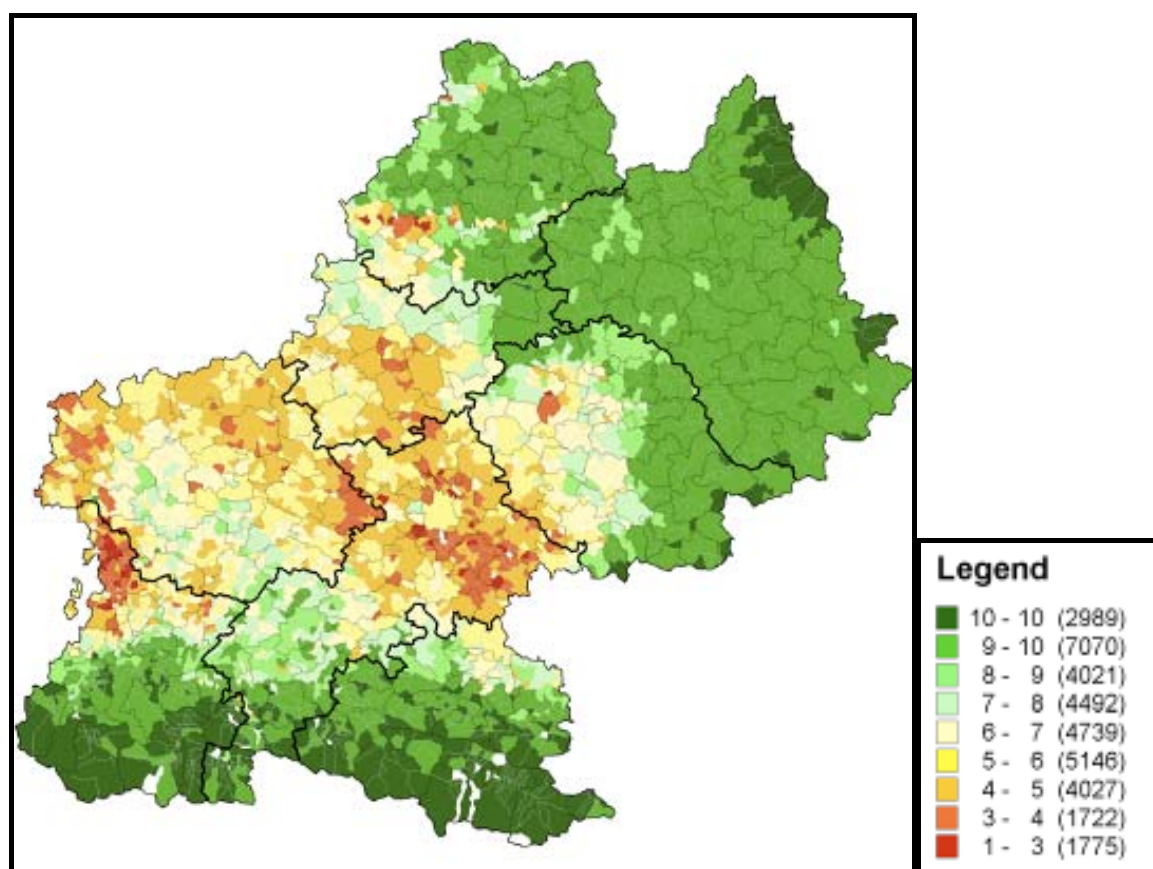 Legend
10 - 10 (2989)
9 - 10 (7070)
8 - 9 (4021)
7 - 8 (4492)
6 - 7 (4739)
5 - 6 (5146)
4 - 5 (4027)
3 - 4 (1722)
1 - 3 (1775)